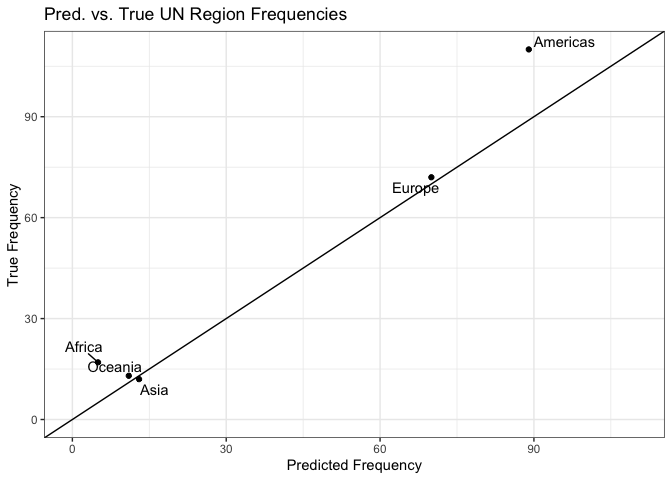 Pred. vs. True UN Region Frequencies
Americas
90
Europe
60
True Frequency
30
Africa
Oceania
Asia
0
0 30 60 90
Predicted Frequency